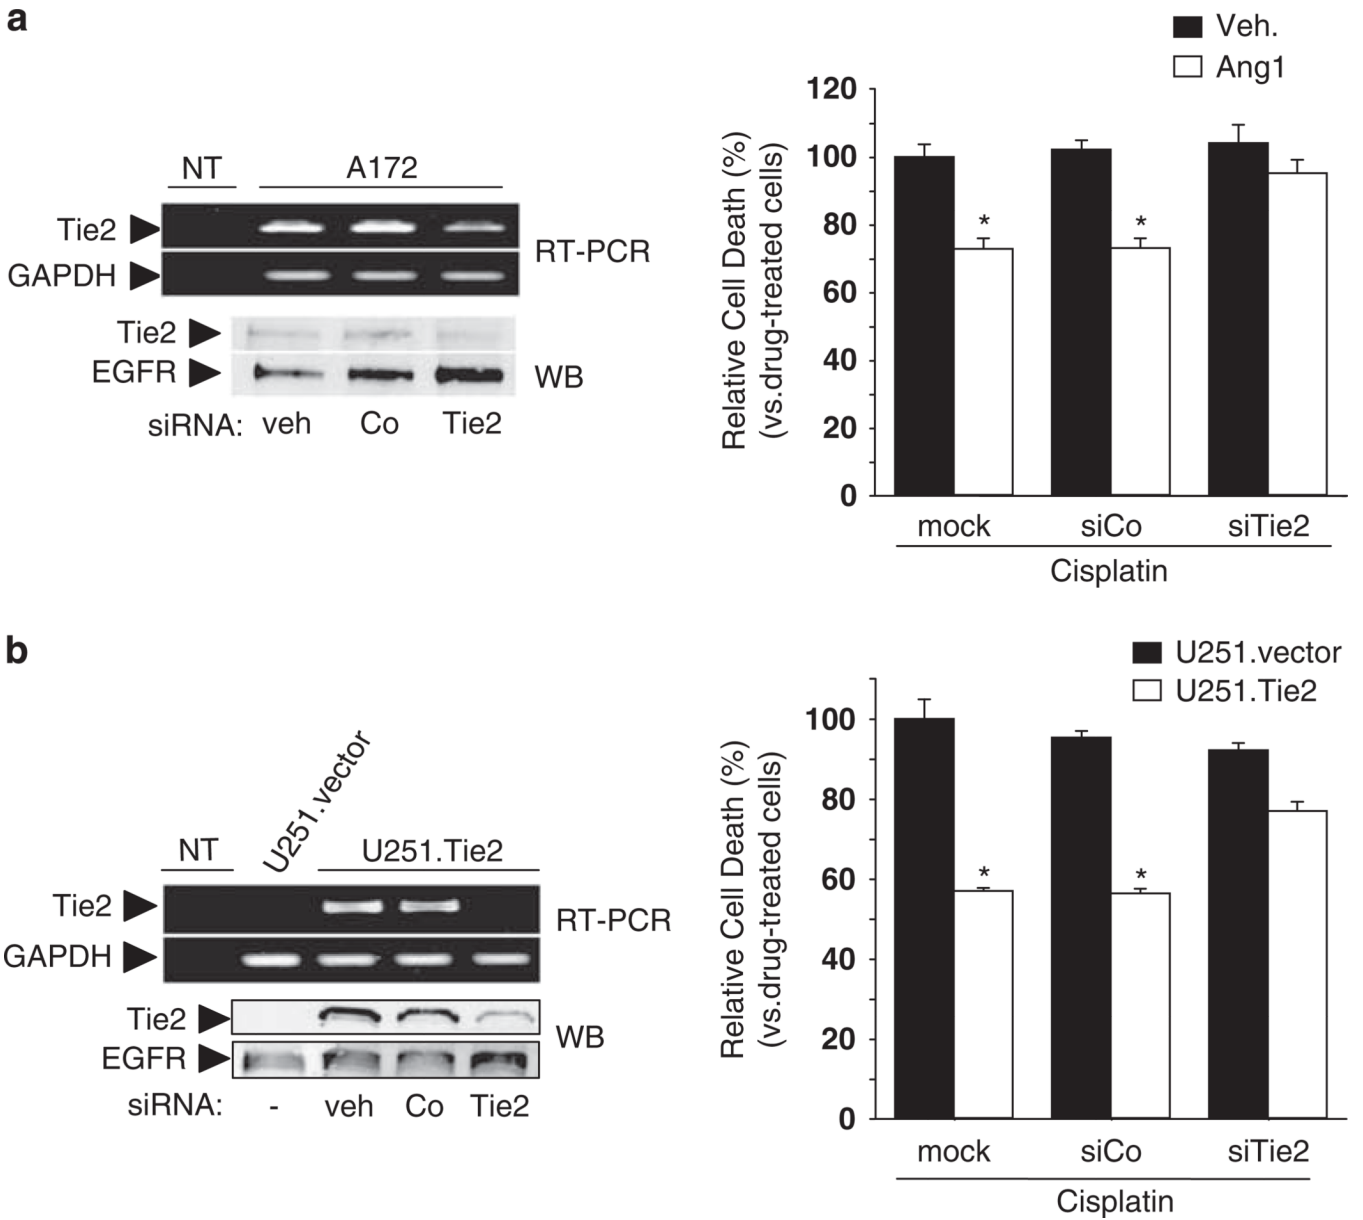 a
NT
A172
Tie2
GAPDH
RT-PCR
Tie2
EGFR
WB
siRNA: veh Co Tie2
Veh.
Ang1
Relative Cell Death (%)
(vs.drug-treated cells)
120
100
80
60
40
20
0
*
*
mock siCo siTie2
Cisplatin
b
NT
U251.vector
U251.Tie2
Tie2
GAPDH
RT-PCR
Tie2
EGFR
WB
siRNA: - veh Co Tie2
U251.vector
U251.Tie2
Relative Cell Death (%)
(vs.drug-treated cells)
100
80
60
40
20
0
*
*
mock siCo siTie2
Cisplatin